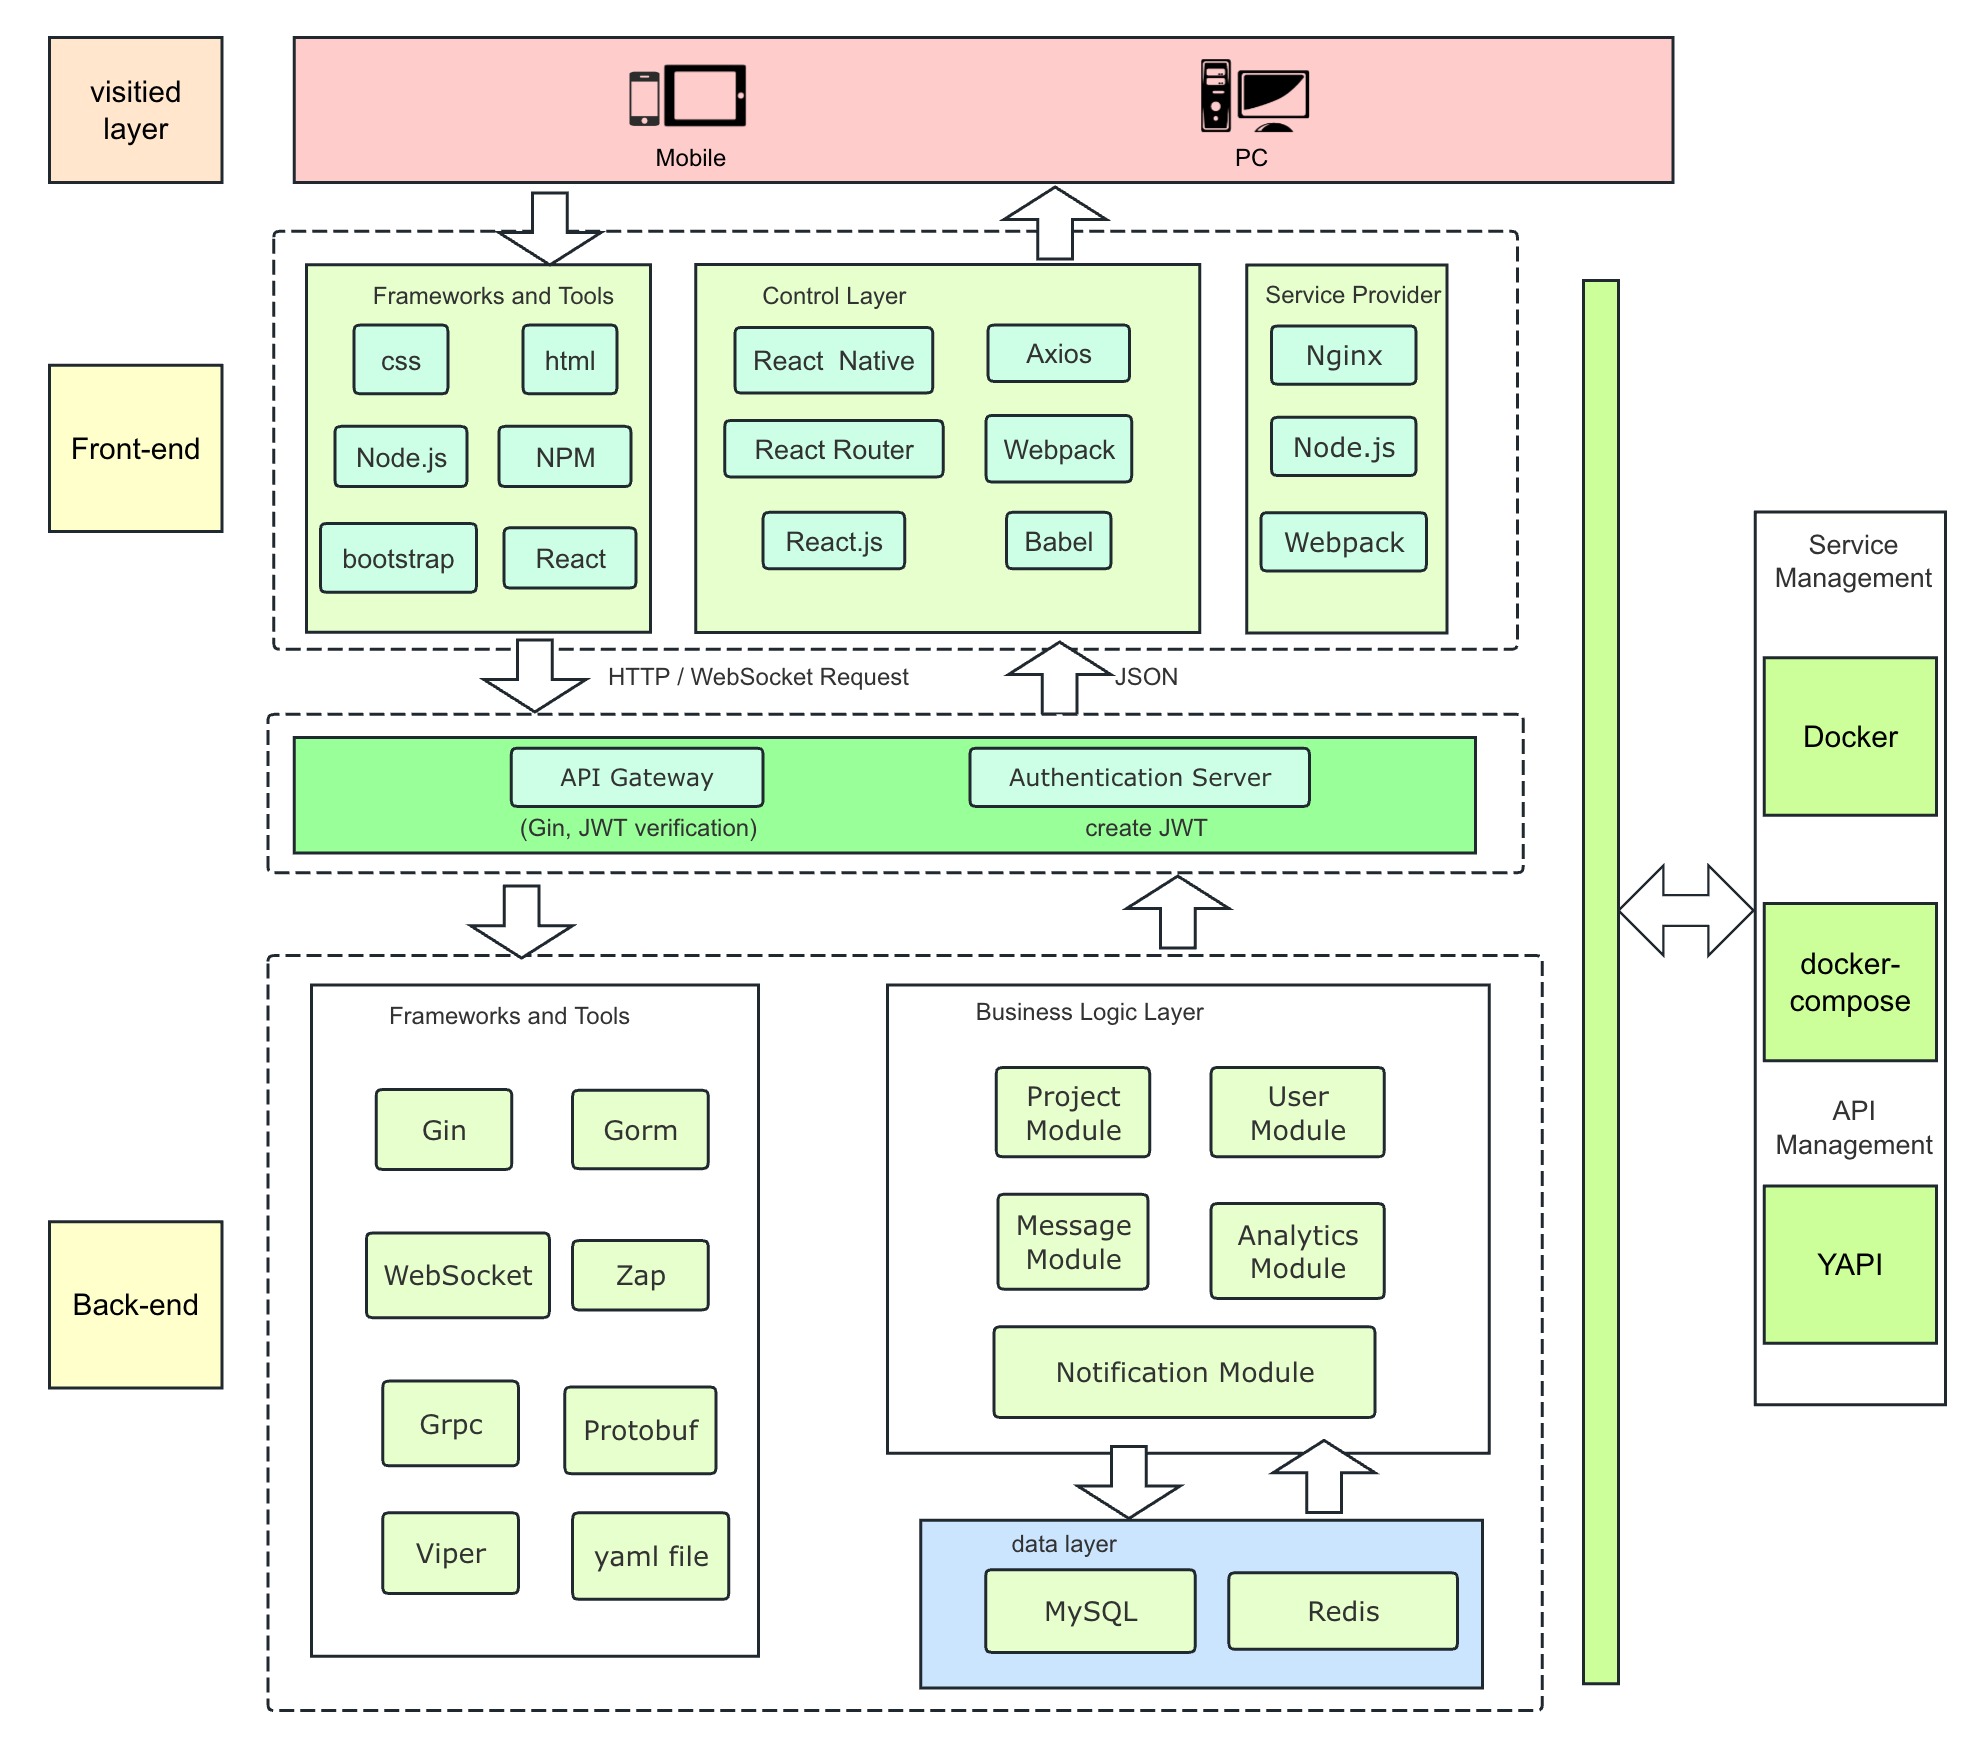 visitied
layer
Mobile
PC
Front-end
Frameworks and Tools
css
html
Node.js
NPM
bootstrap
React
Control Layer
React  Native
Axios
React Router
Webpack
React.js
Babel
Service Provider
Nginx
Node.js
Webpack
HTTP / WebSocket Request
JSON
API Gateway
(Gin, JWT verification)
Authentication Server
create JWT
Back-end
Frameworks and Tools
Gin
Gorm
WebSocket
Zap
Grpc
Protobuf
Viper
yaml file
Business Logic Layer
Project
Module
User
Module
Message
Module
Analytics
Module
Notification Module
data layer
MySQL
Redis
Service
Management
Docker
docker-
compose
API
Management
YAPI